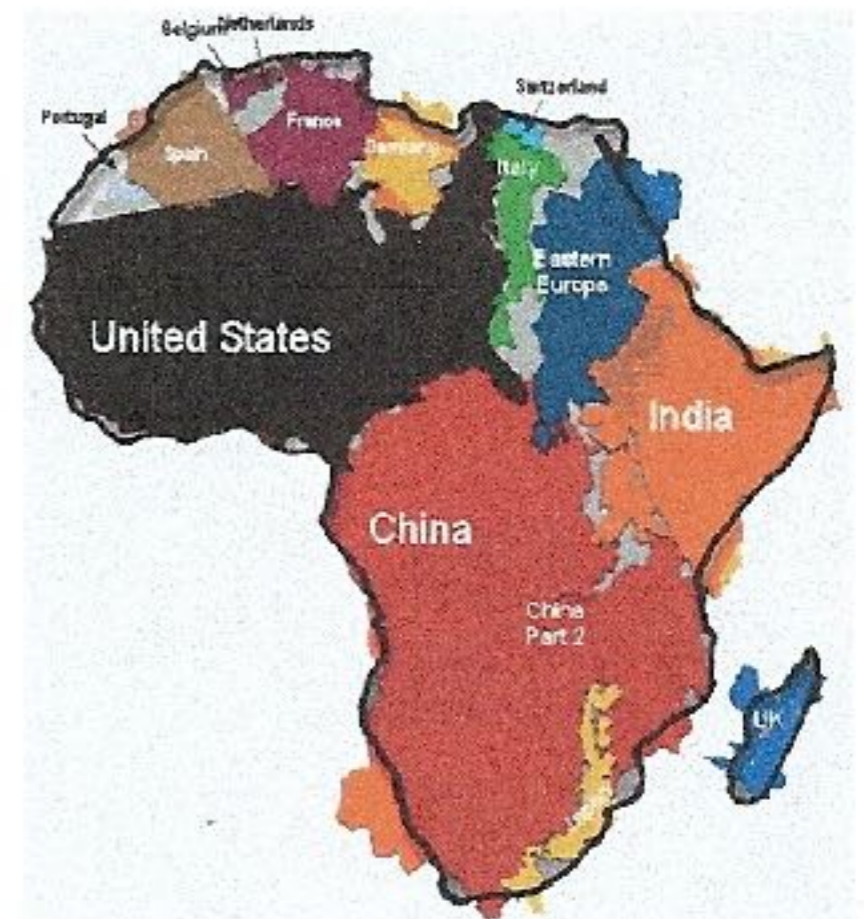 Belgium
Netherlands
Switzerland
Portugal
Spain
France
Germany
Italy
Eastern
Europe
United States
India
China
China
Part 2
UK